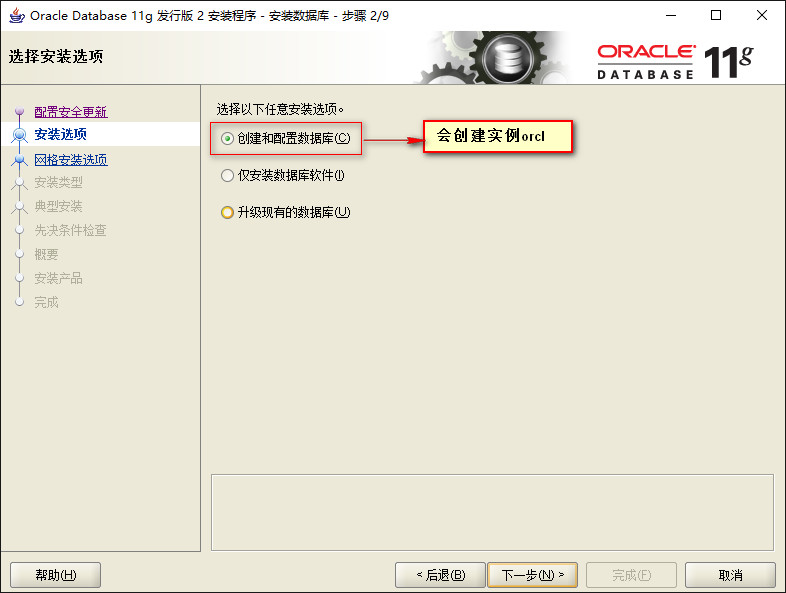 Oracle Database 11g 发行版 2 安装程序 - 安装数据库 - 步骤 2/9
选择安装选项
ORACLE
DATABASE
11g
配置安全更新
安装选项
网格安装选项
安装类型
典型安装
先决条件检查
概要
安装产品
完成
选择以下任意安装选项。
创建和配置数据库(C)
会创建实例orcl
仅安装数据库软件(I)
升级现有的数据库(U)
帮助(H)
< 后退(B)
下一步(N) >
完成(F)
取消